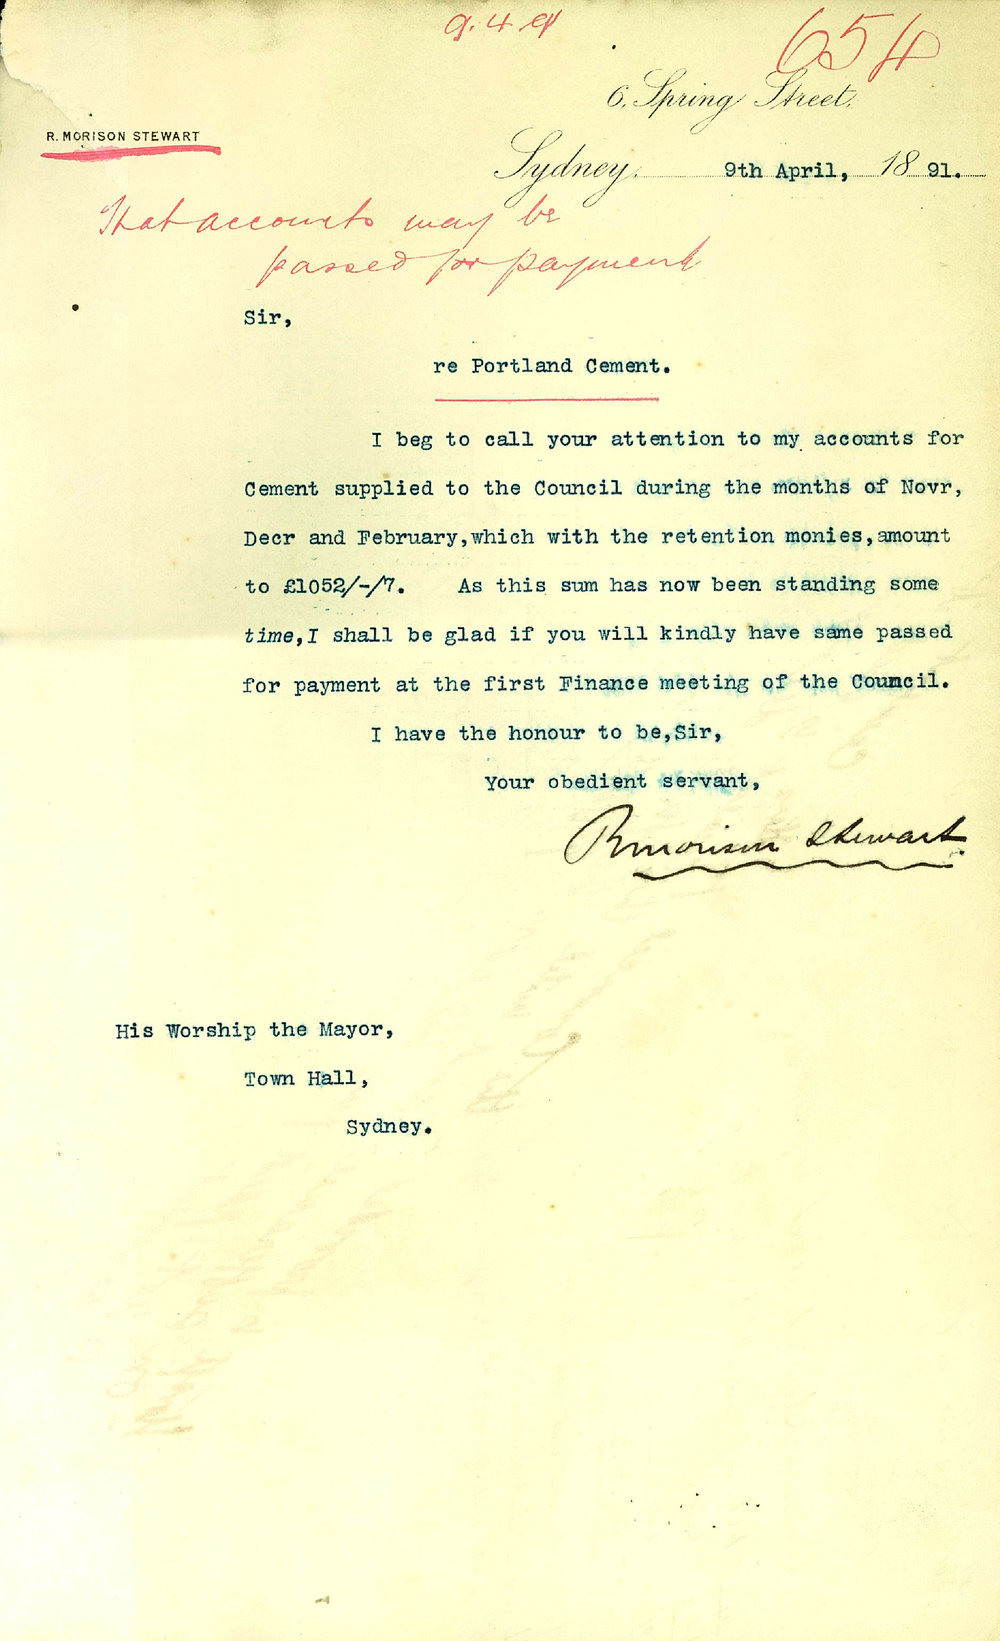 9.4.91
654
6, Spring Street,
R. MORISON STEWART
Sydney, 9th April, 1891.
That accounts may be
passed for payment
Sir,
re Portland Cement.
I beg to call your attention to my accounts for
Cement supplied to the Council during the months of Novr,
Decr and February,which with the retention monies,amount
to £1052/-/7. As this sum has now been standing some
time,I shall be glad if you will kindly have same passed
for payment at the first Finance meeting of the Council.
I have the honour to be,Sir,
Your obedient servant,
R Morison Stewart.
His Worship the Mayor,
Town Hall,
Sydney.